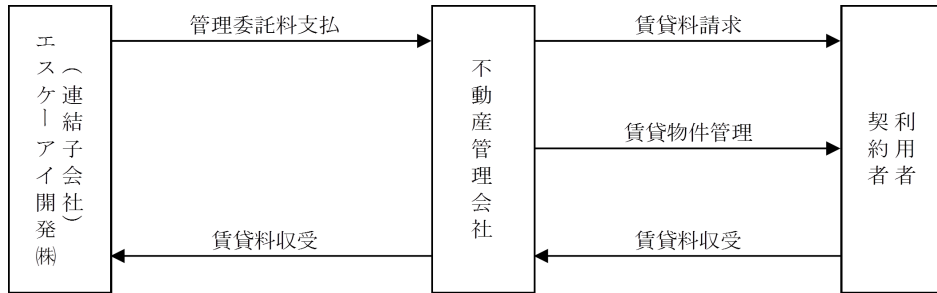 エスケーアイ開発㈱
（連結子会社）
管理委託料支払
賃貸料収受
不動産管理会社
賃貸料請求
賃貸物件管理
賃貸料収受
利用者
契約者